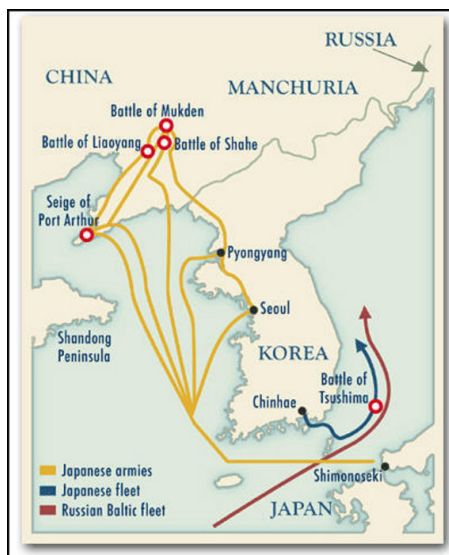 RUSSIA
CHINA
MANCHURIA
Battle of Mukden
Battle of Liaoyang
Battle of Shahe
Seige of
Port Arthur
Pyongyang
Seoul
Shandong
Peninsula
KOREA
Battle of
Tsushima
Chinhae
Japanese armies
Japanese fleet
Russian Baltic fleet
Shimonoseki
JAPAN